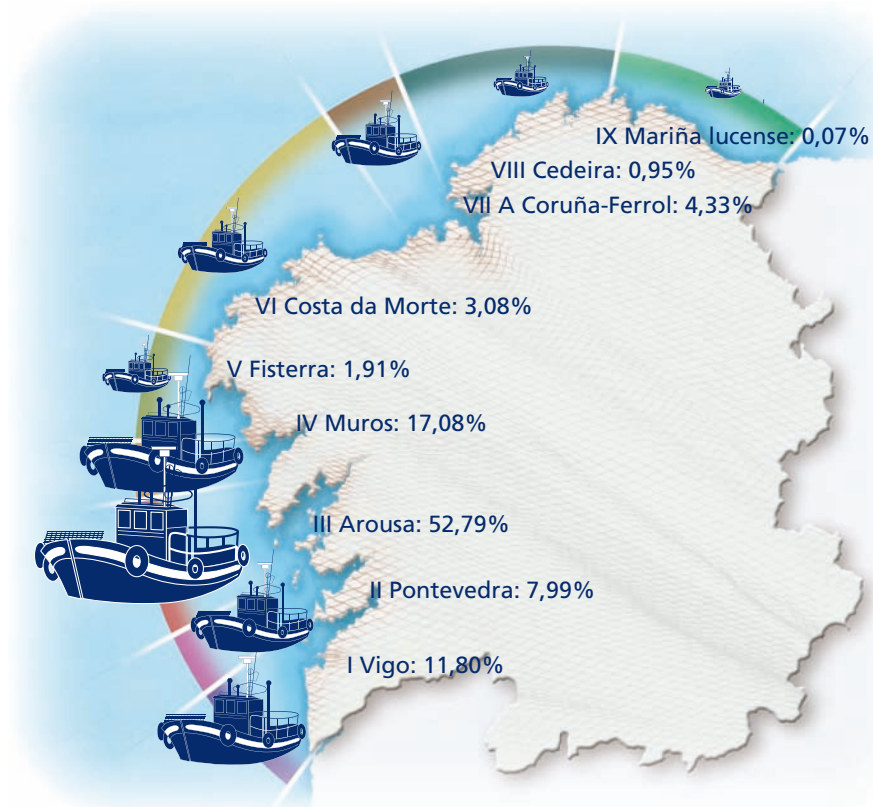 IX Mariña lucense: 0,07%
VIII Cedeira: 0,95%
VII A Coruña-Ferrol: 4,33%
VI Costa da Morte: 3,08%
V Fisterra: 1,91%
IV Muros: 17,08%
III Arousa: 52,79%
II Pontevedra: 7,99%
I Vigo: 11,80%